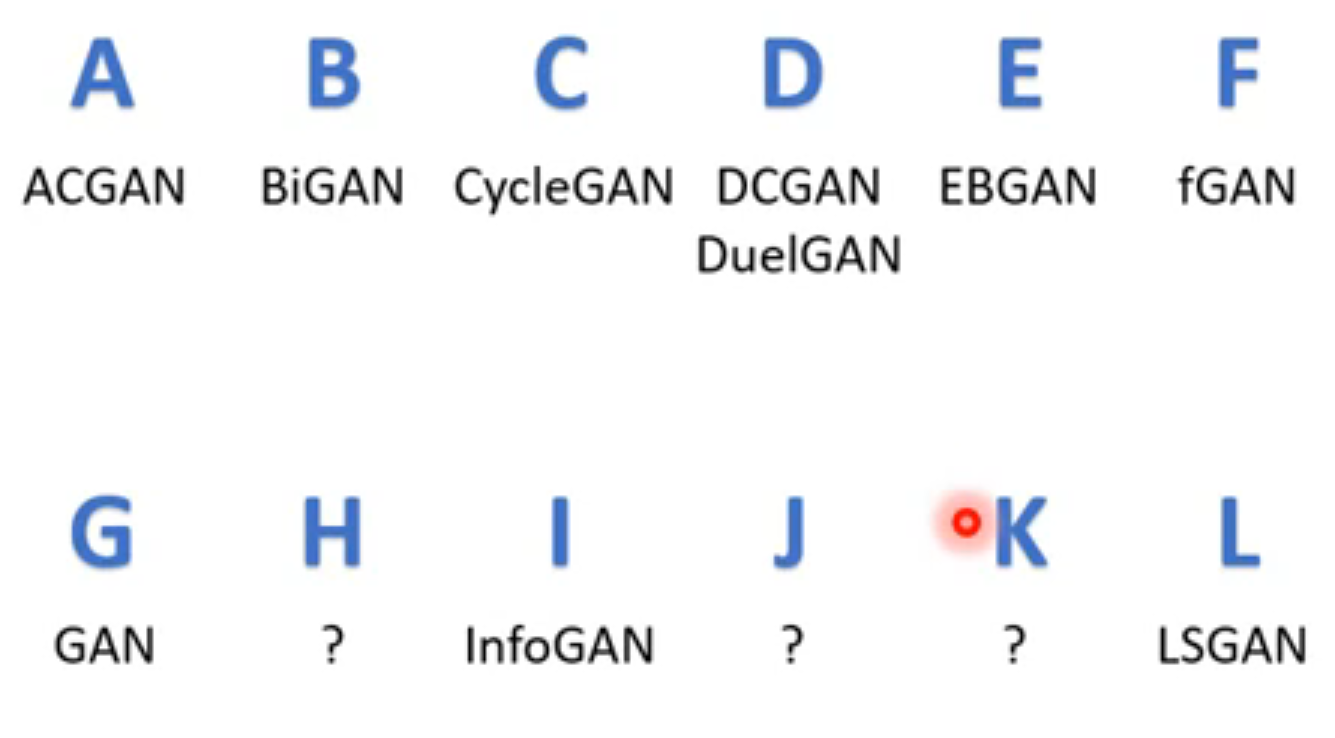 A B C D E F
ACGAN BiGAN CycleGAN DCGAN EBGAN fGAN
DuelGAN
G H I J K L
GAN ? InfoGAN ? ? LSGAN